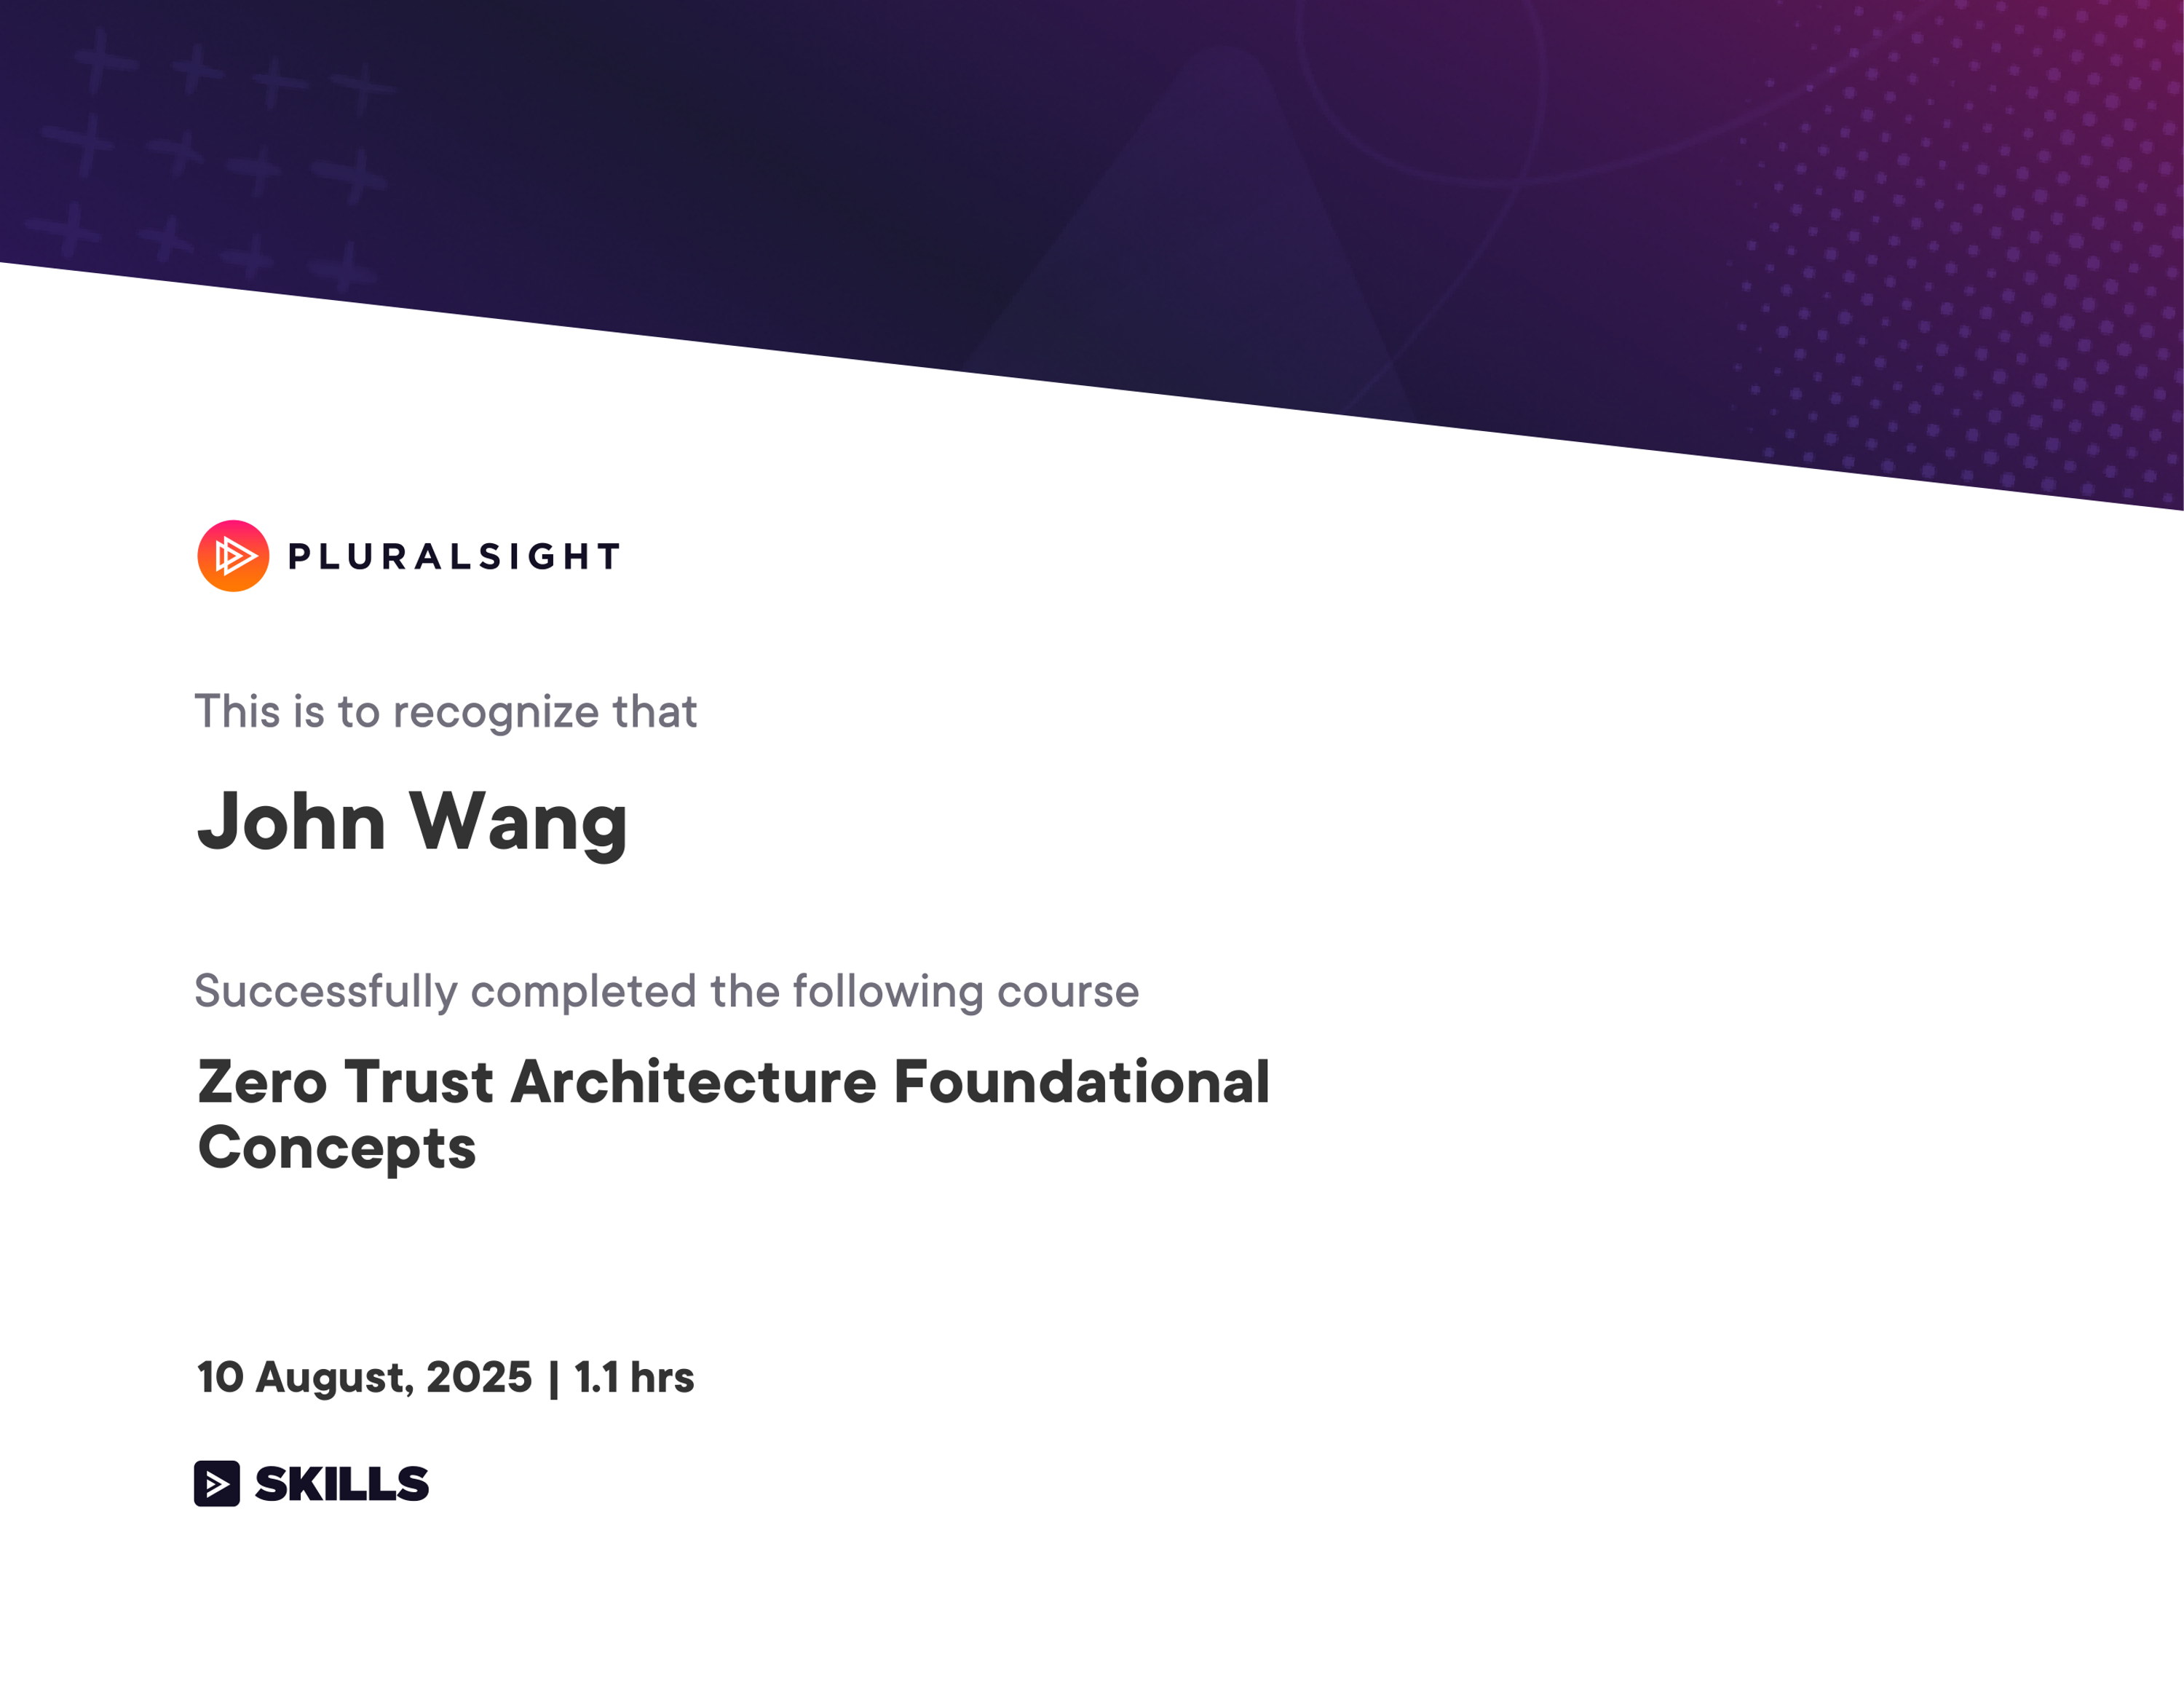 PLURALSIGHT
This is to recognize that
John Wang
Successfully completed the following course
Zero Trust Architecture Foundational
Concepts
10 August, 2025 | 1.1 hrs
SKILLS